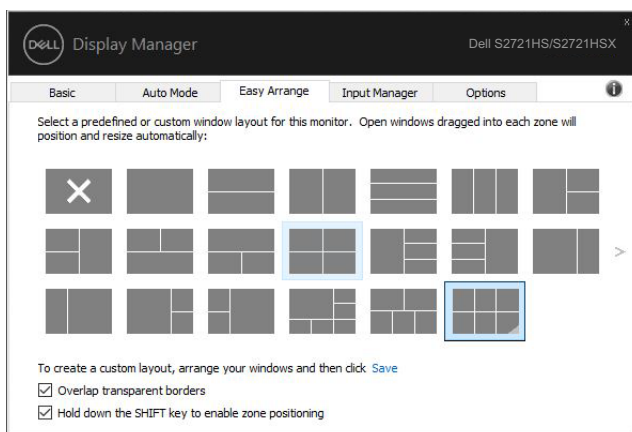 x
DELL Display Manager Dell S2721HS/S2721HSX
Basic Auto Mode Easy Arrange Input Manager Options i
Select a predefined or custom window layout for this monitor. Open windows dragged into each zone will
position and resize automatically:
>
To create a custom layout, arrange your windows and then click Save
Overlap transparent borders
Hold down the SHIFT key to enable zone positioning